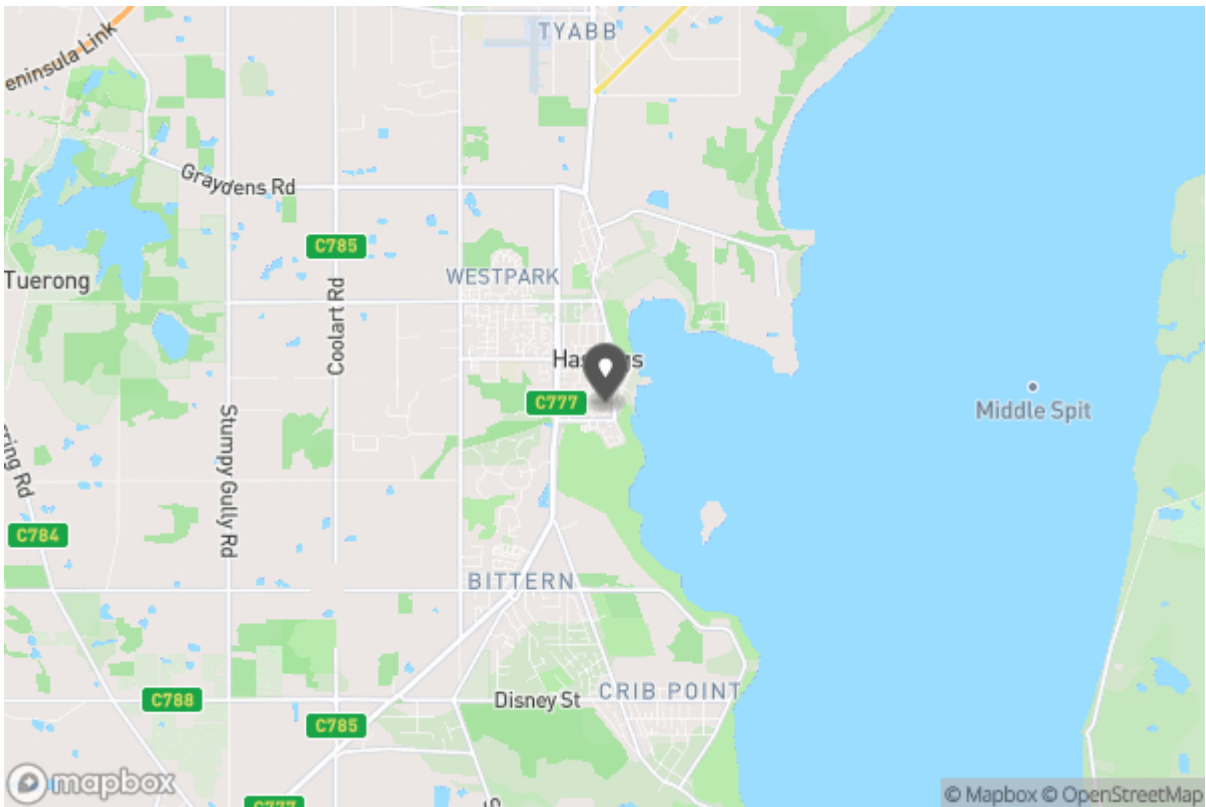 TYABB
eninsula Link
Graydens Rd
C785
WESTPARK
Tuerong
Coolart Rd
C777
Middle Spit
Stumpy Gully Rd
C784
BITTERN
CRIB POINT
C788
Disney St
C785
mapbox
C777
© Mapbox © OpenStreetMap